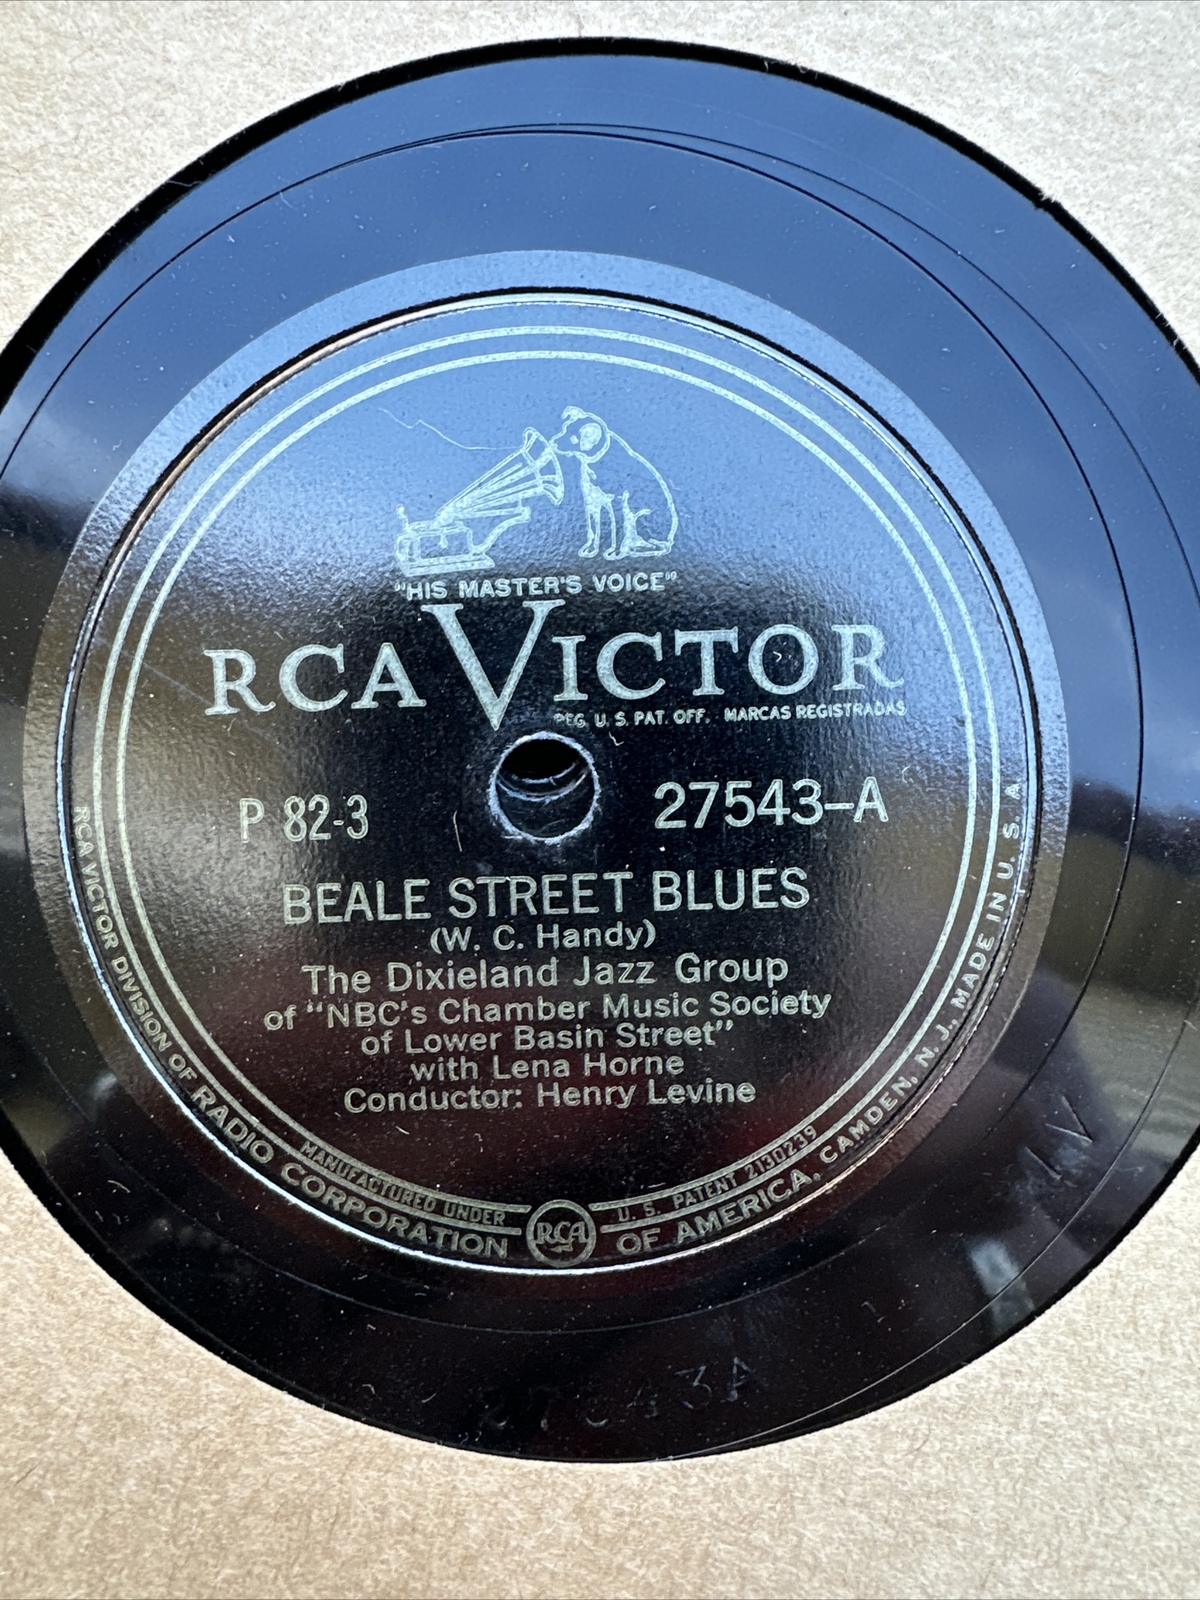 "HIS MASTER'S VOICE"
RCA VICTOR
REG. U. S. PAT. OFF. MARCAS REGISTRADAS
P 82-3
27543-A
BEALE STREET BLUES
(W. C. Handy)
The Dixieland Jazz Group
of "NBC's Chamber Music Society
of Lower Basin Street"
with Lena Horne
Conductor: Henry Levine
MANUFACTURED UNDER RCA U. S. PATENT 2130239
RCA VICTOR DIVISION OF RADIO CORPORATION OF AMERICA, CAMDEN, N. J., MADE IN U. S. A.